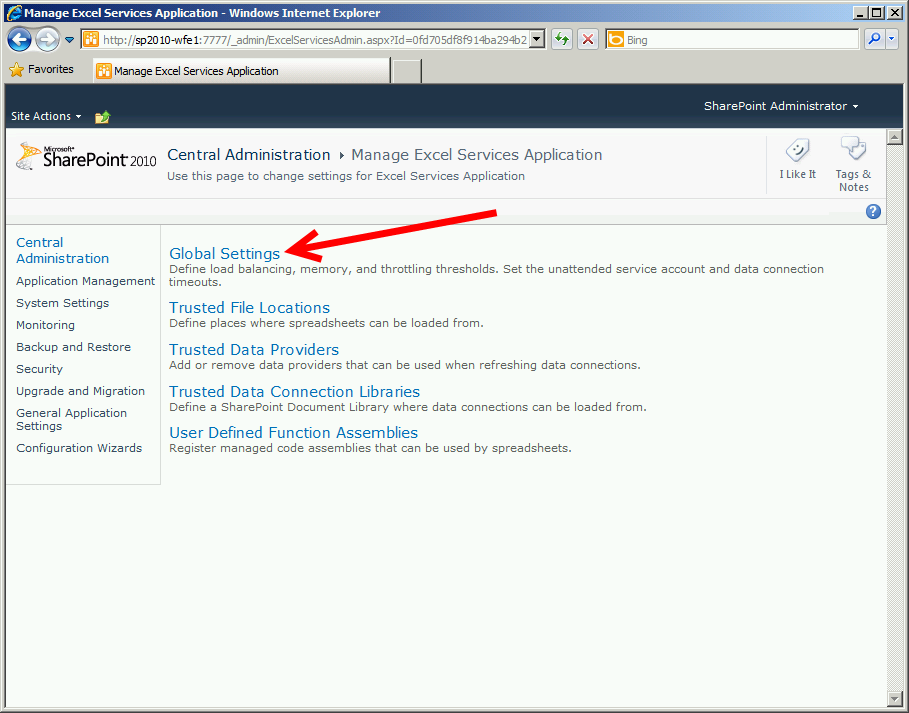 Manage Excel Services Application - Windows Internet Explorer
http://sp2010-wfe1:7777/_admin/ExcelServicesAdmin.aspx?Id=0fd705df8f914ba294b2
Bing
Favorites
Manage Excel Services Application
Site Actions
SharePoint Administrator
Microsoft®
SharePoint 2010
Central Administration
Manage Excel Services Application
Use this page to change settings for Excel Services Application
I Like It
Tags &
Notes
Central
Administration
Application Management
System Settings
Monitoring
Backup and Restore
Security
Upgrade and Migration
General Application
Settings
Configuration Wizards
Global Settings
Define load balancing, memory, and throttling thresholds. Set the unattended service account and data connection
timeouts.
Trusted File Locations
Define places where spreadsheets can be loaded from.
Trusted Data Providers
Add or remove data providers that can be used when refreshing data connections.
Trusted Data Connection Libraries
Define a SharePoint Document Library where data connections can be loaded from.
User Defined Function Assemblies
Register managed code assemblies that can be used by spreadsheets.